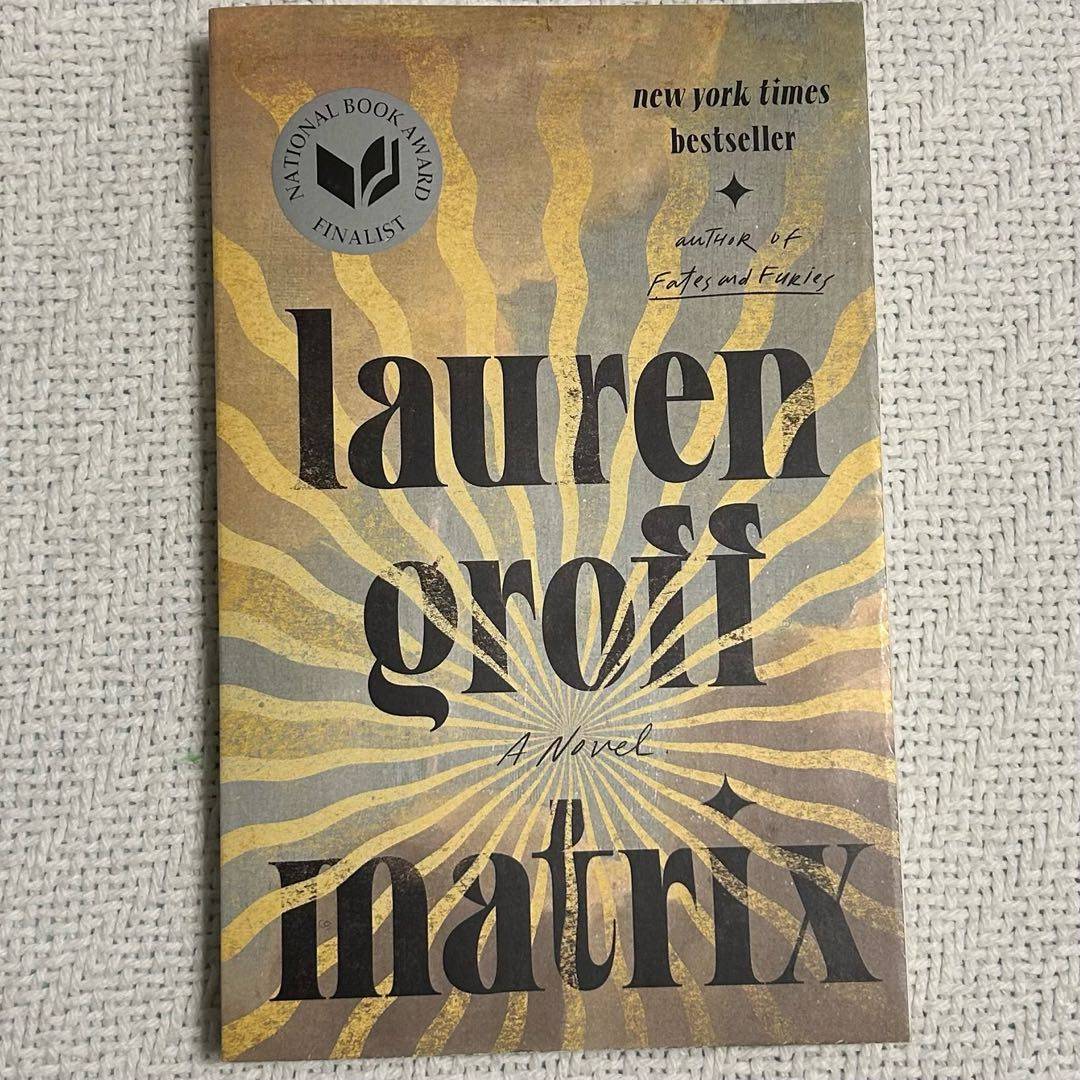 NATIONAL BOOK AWARD
FINALIST
new york times
bestseller
author of
Fates and Furies
lauren
groff
A Novel
matrix